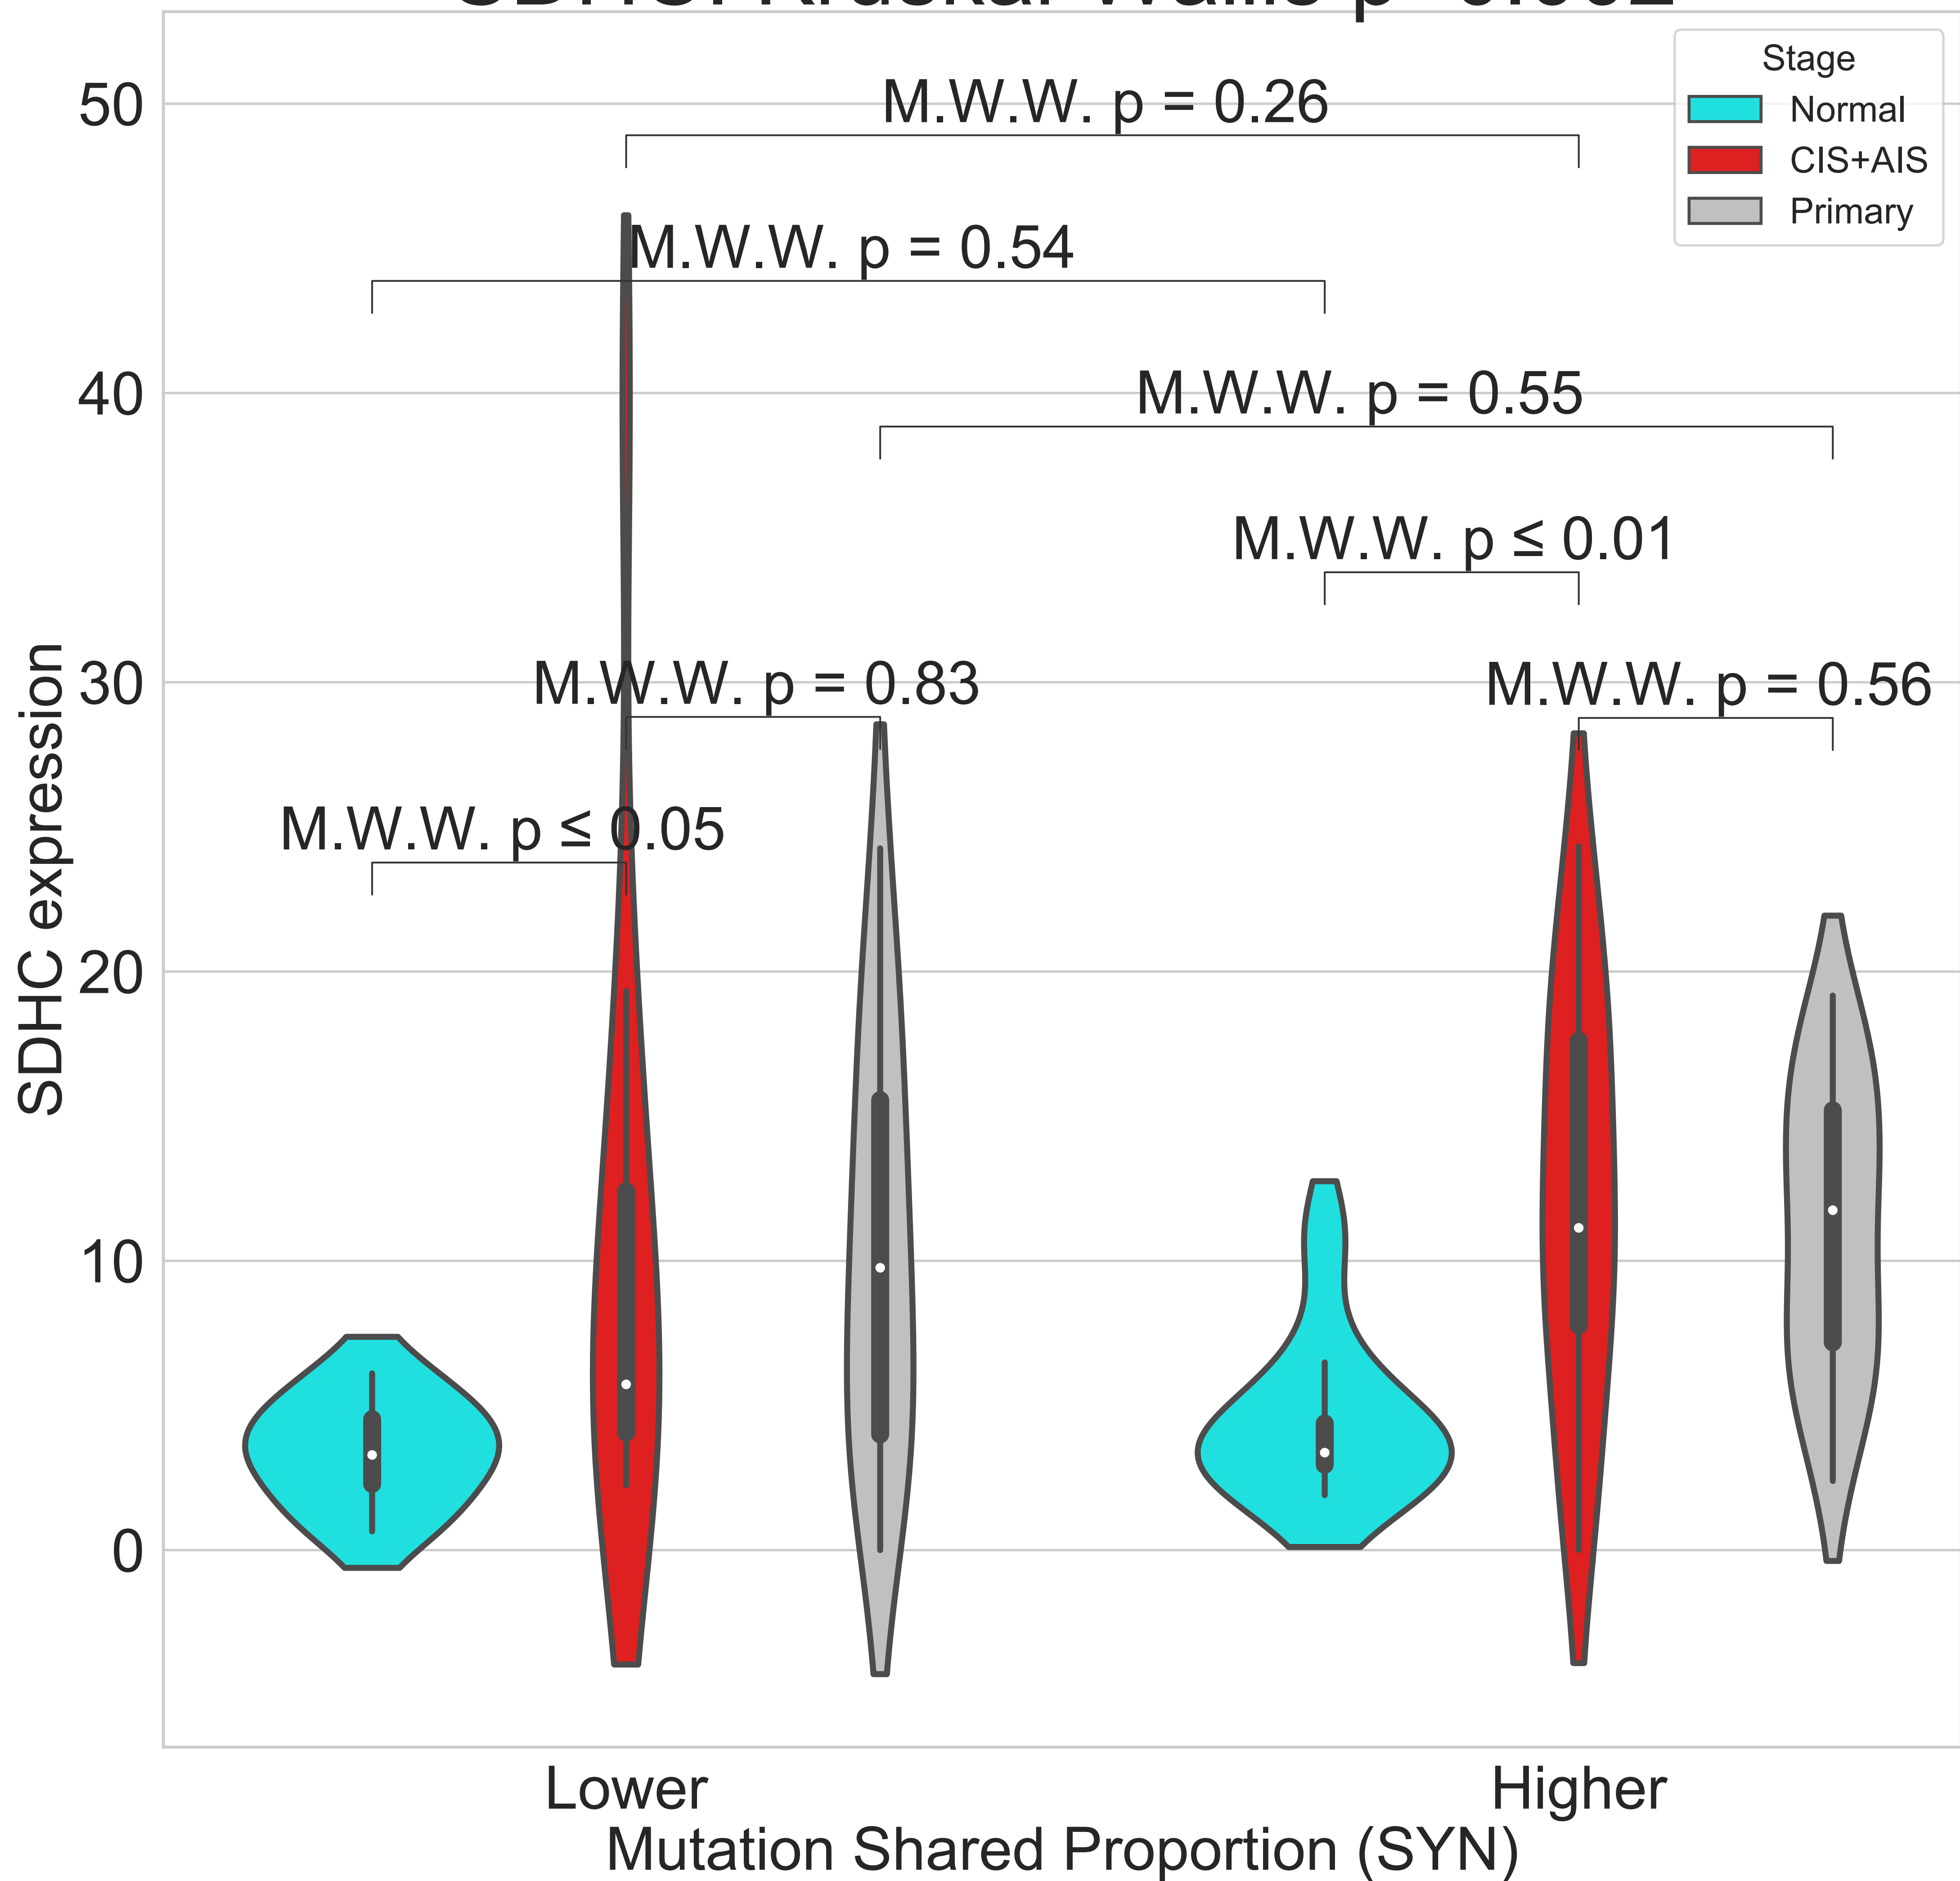 Stage
Normal
CIS+AIS
Primary
M.W.W. p = 0.26
M.W.W. p = 0.54
M.W.W. p = 0.55
M.W.W. p ≤ 0.01
M.W.W. p = 0.83
M.W.W. p = 0.56
M.W.W. p ≤ 0.05
50
40
30
20
10
0
SDHC expression
Lower
Higher
Mutation Shared Proportion (SYN)